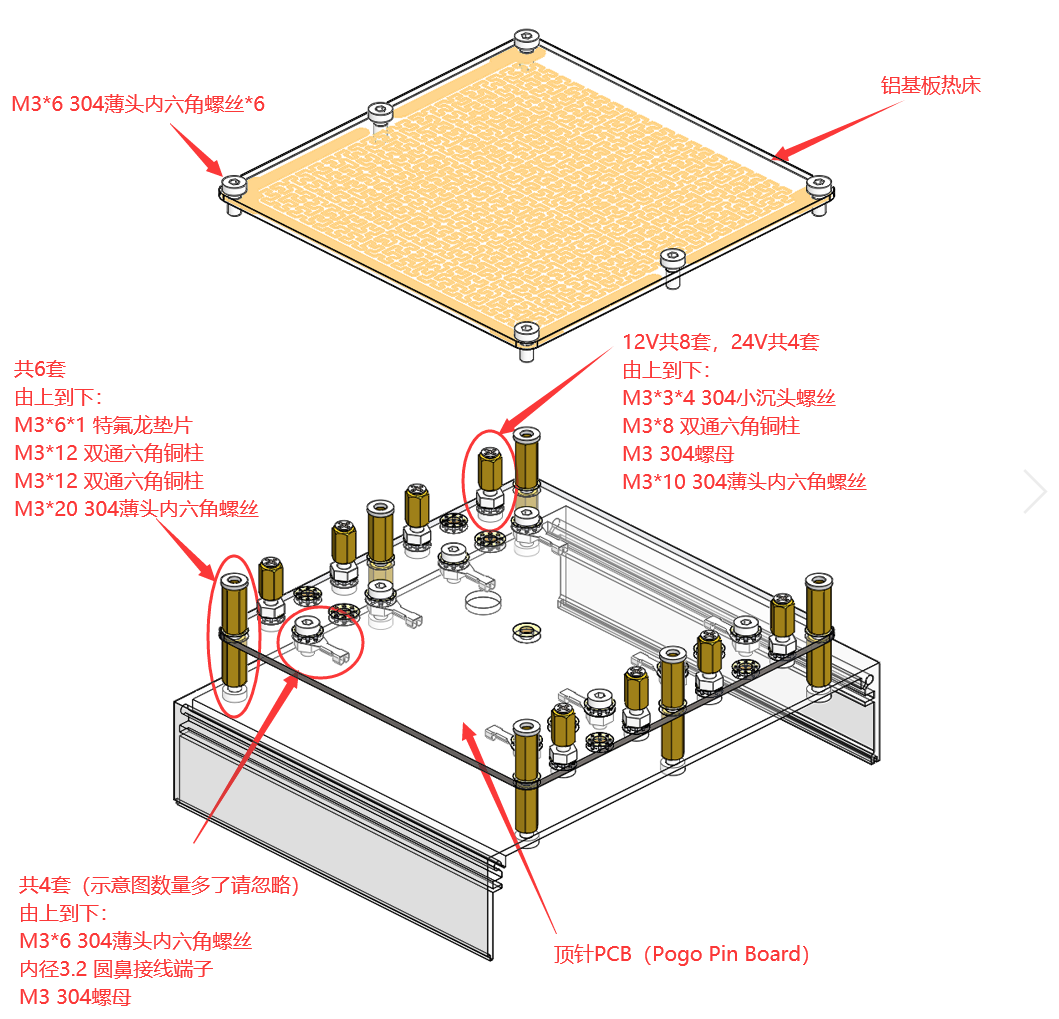 M3*6 304薄头内六角螺丝*6
铝基板热床
12V共8套，24V共4套
由上到下：
M3*3*4 304小沉头螺丝
M3*8 双通六角铜柱
M3 304螺母
M3*10 304薄头内六角螺丝
共6套
由上到下：
M3*6*1 特氟龙垫片
M3*12 双通六角铜柱
M3*12 双通六角铜柱
M3*20 304薄头内六角螺丝
共4套（示意图数量多了请忽略）
由上到下：
M3*6 304薄头内六角螺丝
内径3.2 圆鼻接线端子
M3 304螺母
顶针PCB（Pogo Pin Board）